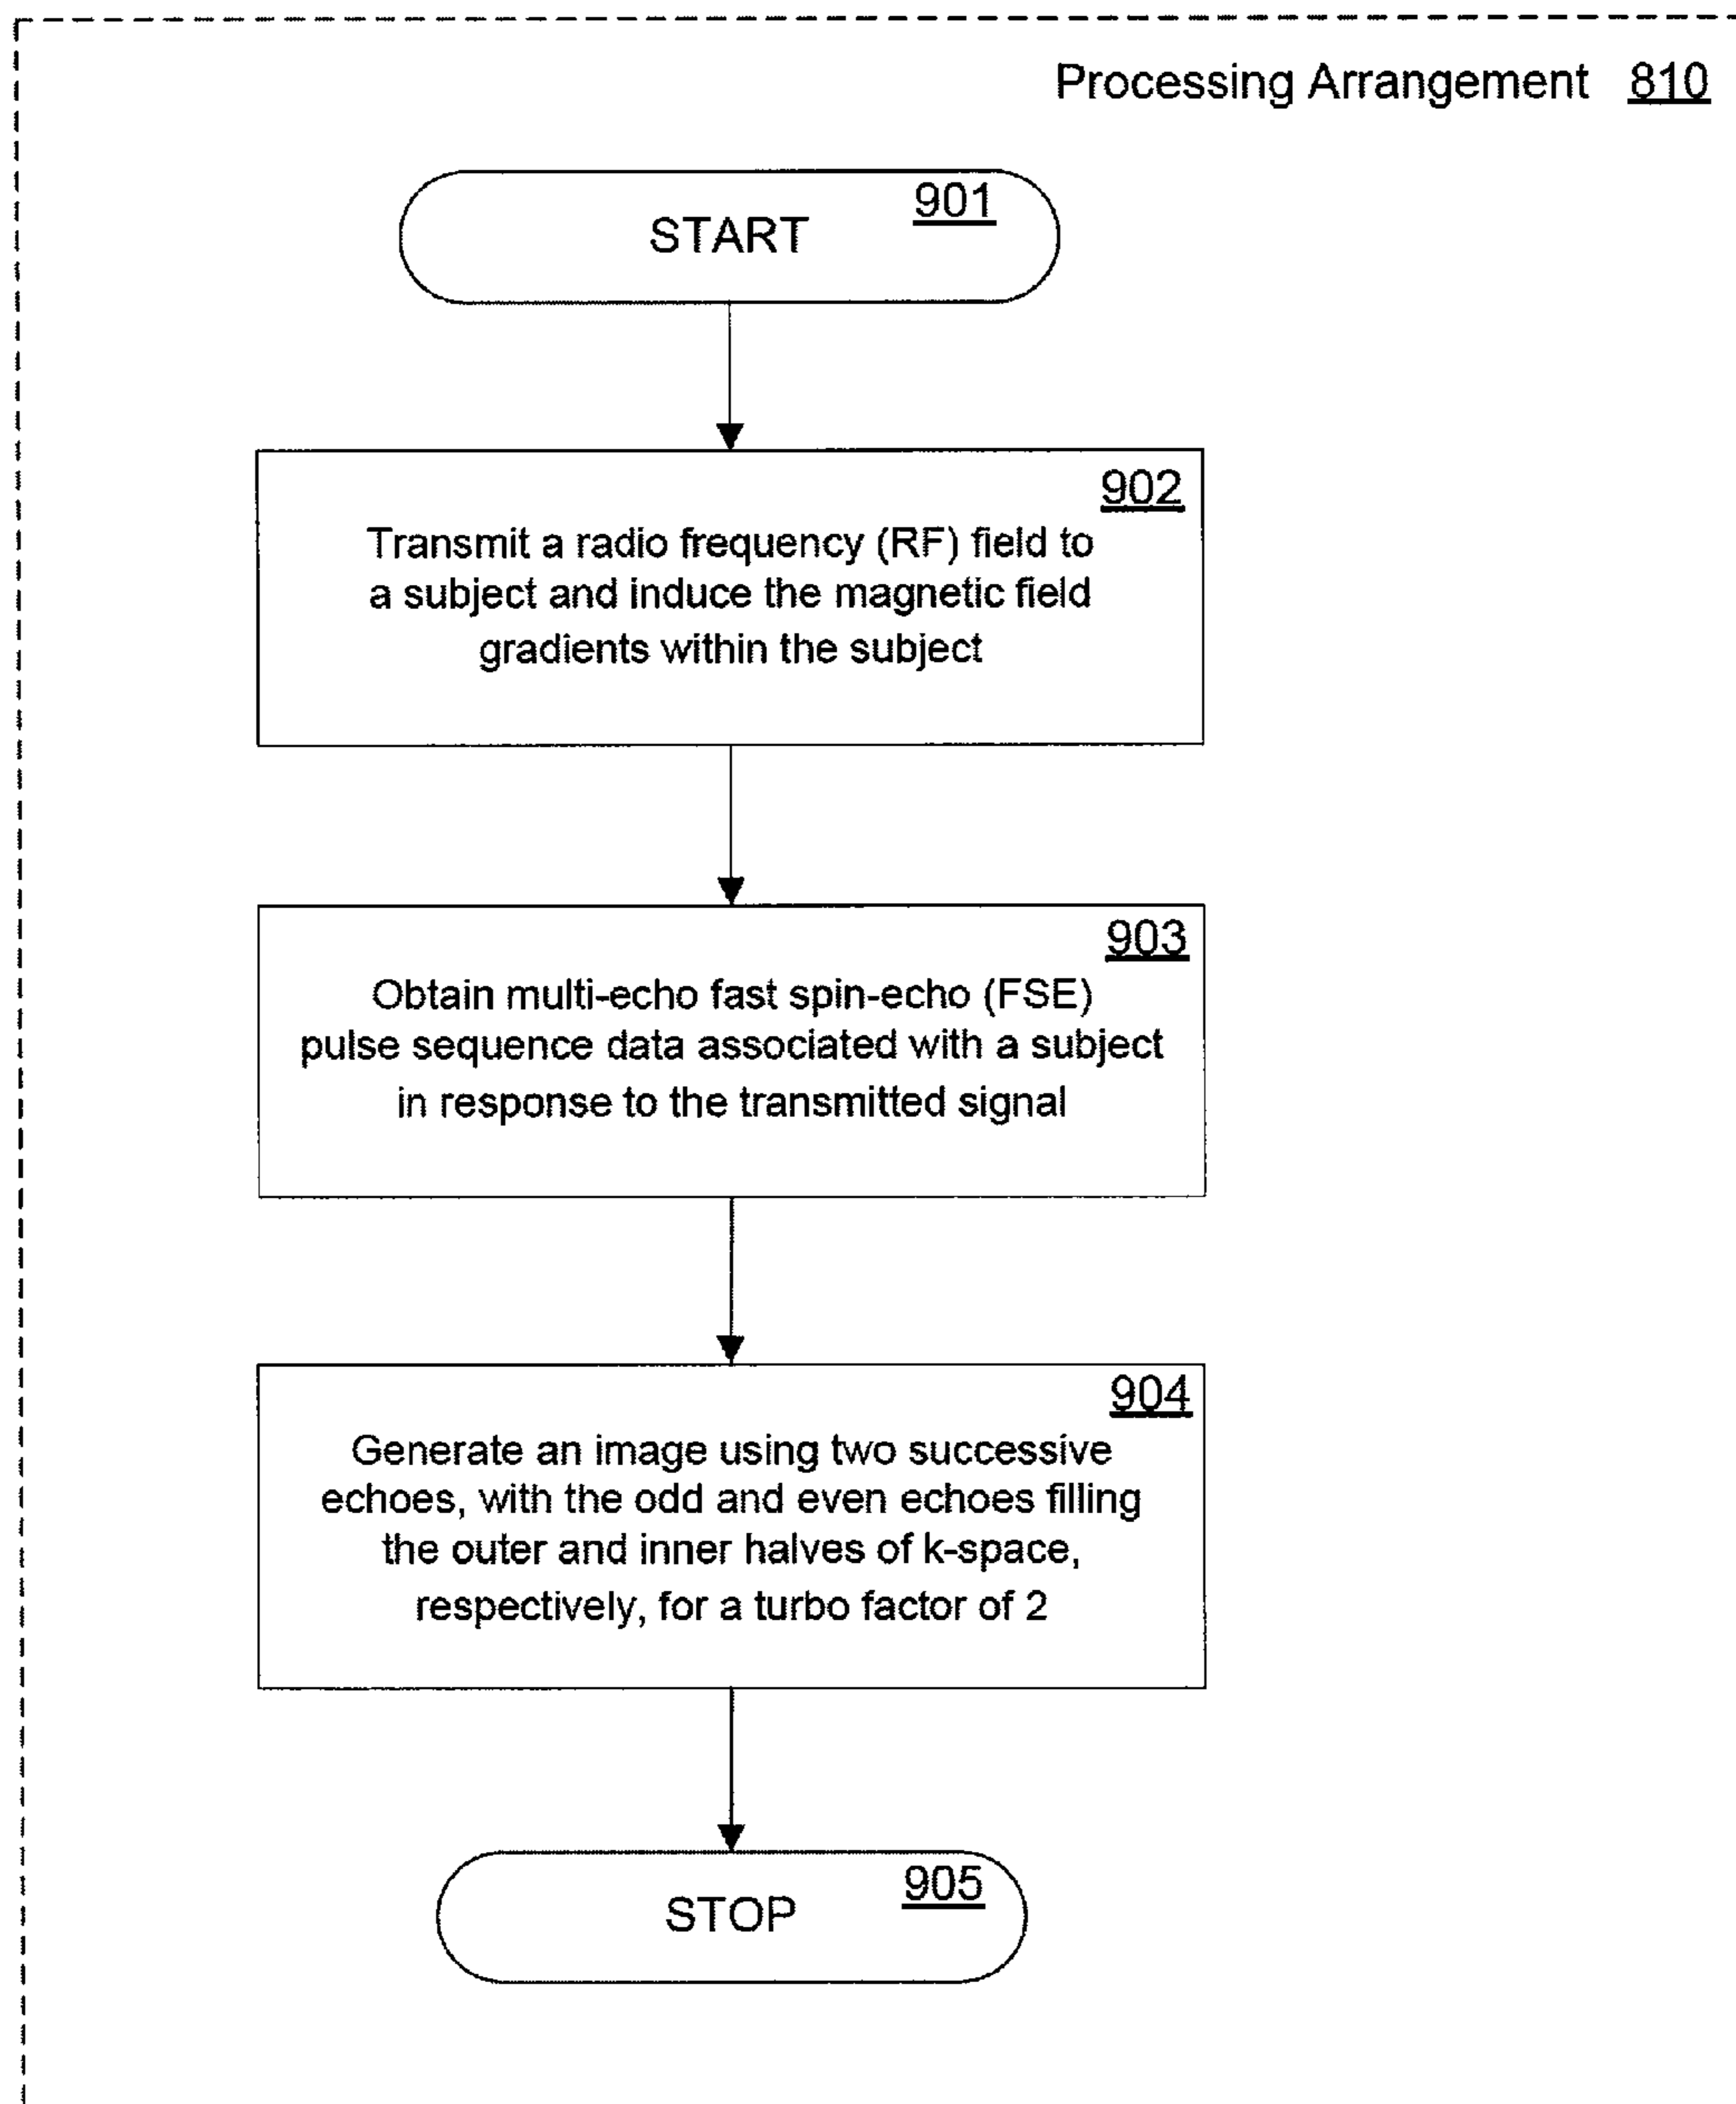 Processing Arrangement 810
901
START
902
Transmit a radio frequency (RF) field to
a subject and induce the magnetic field
gradients within the subject
903
Obtain multi-echo fast spin-echo (FSE)
pulse sequence data associated with a subject
in response to the transmitted signal
904
Generate an image using two successive
echoes, with the odd and even echoes filling
the outer and inner halves of k-space,
respectively, for a turbo factor of 2
905
STOP